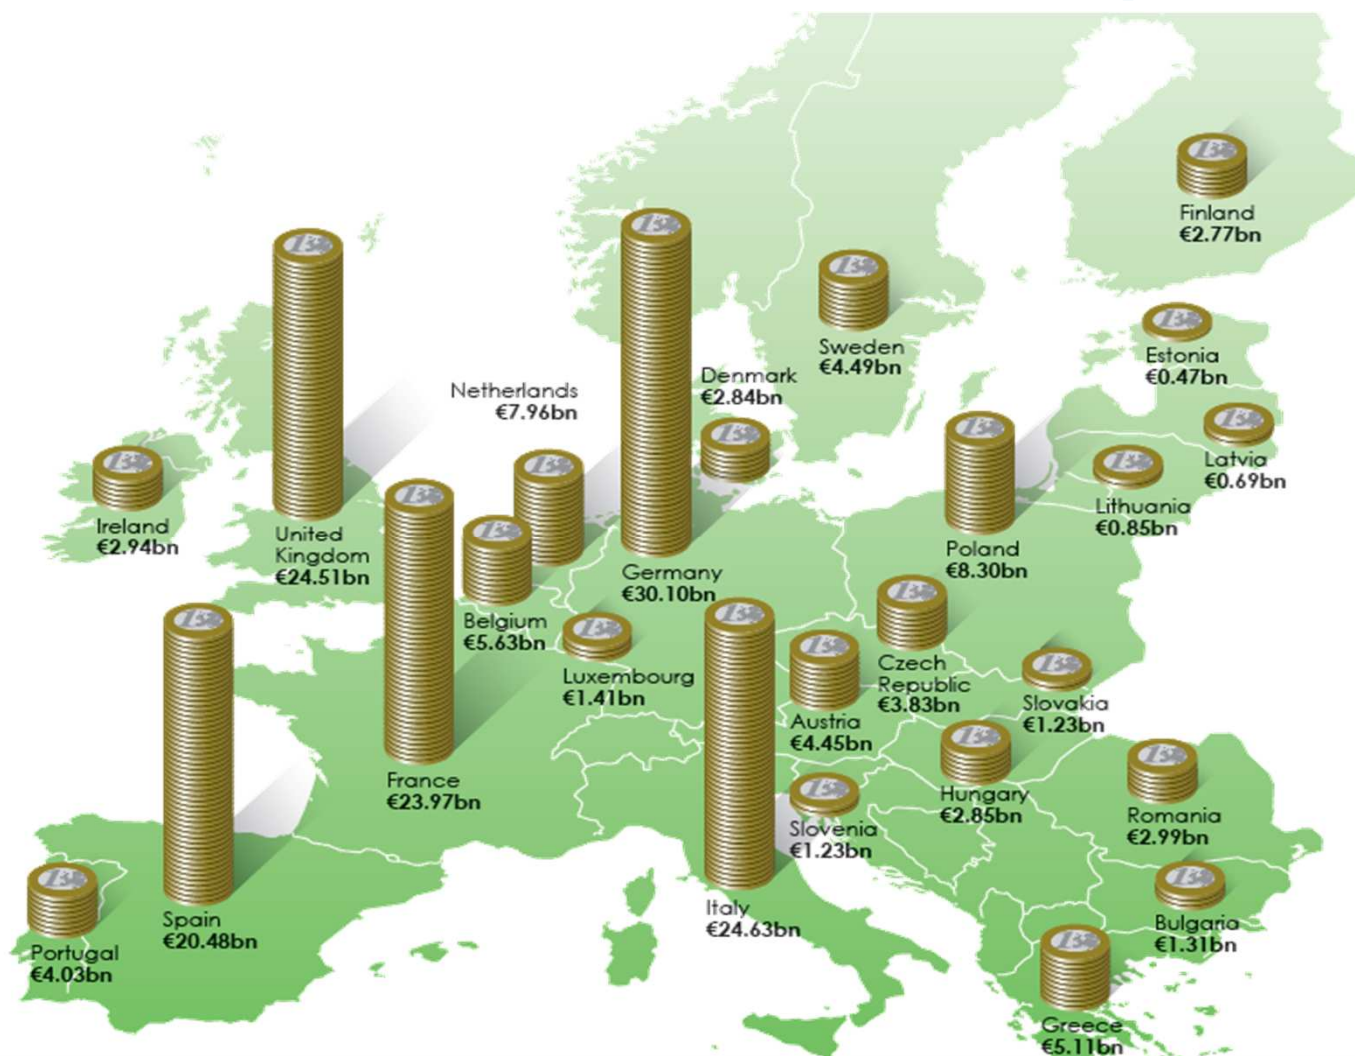 Finland
€2.77bn
Sweden
€4.49bn
Estonia
€0.47bn
Denmark
€2.84bn
Netherlands
€7.96bn
Latvia
€0.69bn
Lithuania
€0.85bn
Ireland
€2.94bn
United
Kingdom
€24.51bn
Germany
€30.10bn
Poland
€8.30bn
Belgium
€5.63bn
Luxembourg
€1.41bn
Czech
Republic
€3.83bn
Slovakia
€1.23bn
Austria
€4.45bn
France
€23.97bn
Hungary
€2.85bn
Romania
€2.99bn
Slovenia
€1.23bn
Spain
€20.48bn
Italy
€24.63bn
Bulgaria
€1.31bn
Portugal
€4.03bn
Greece
€5.11bn